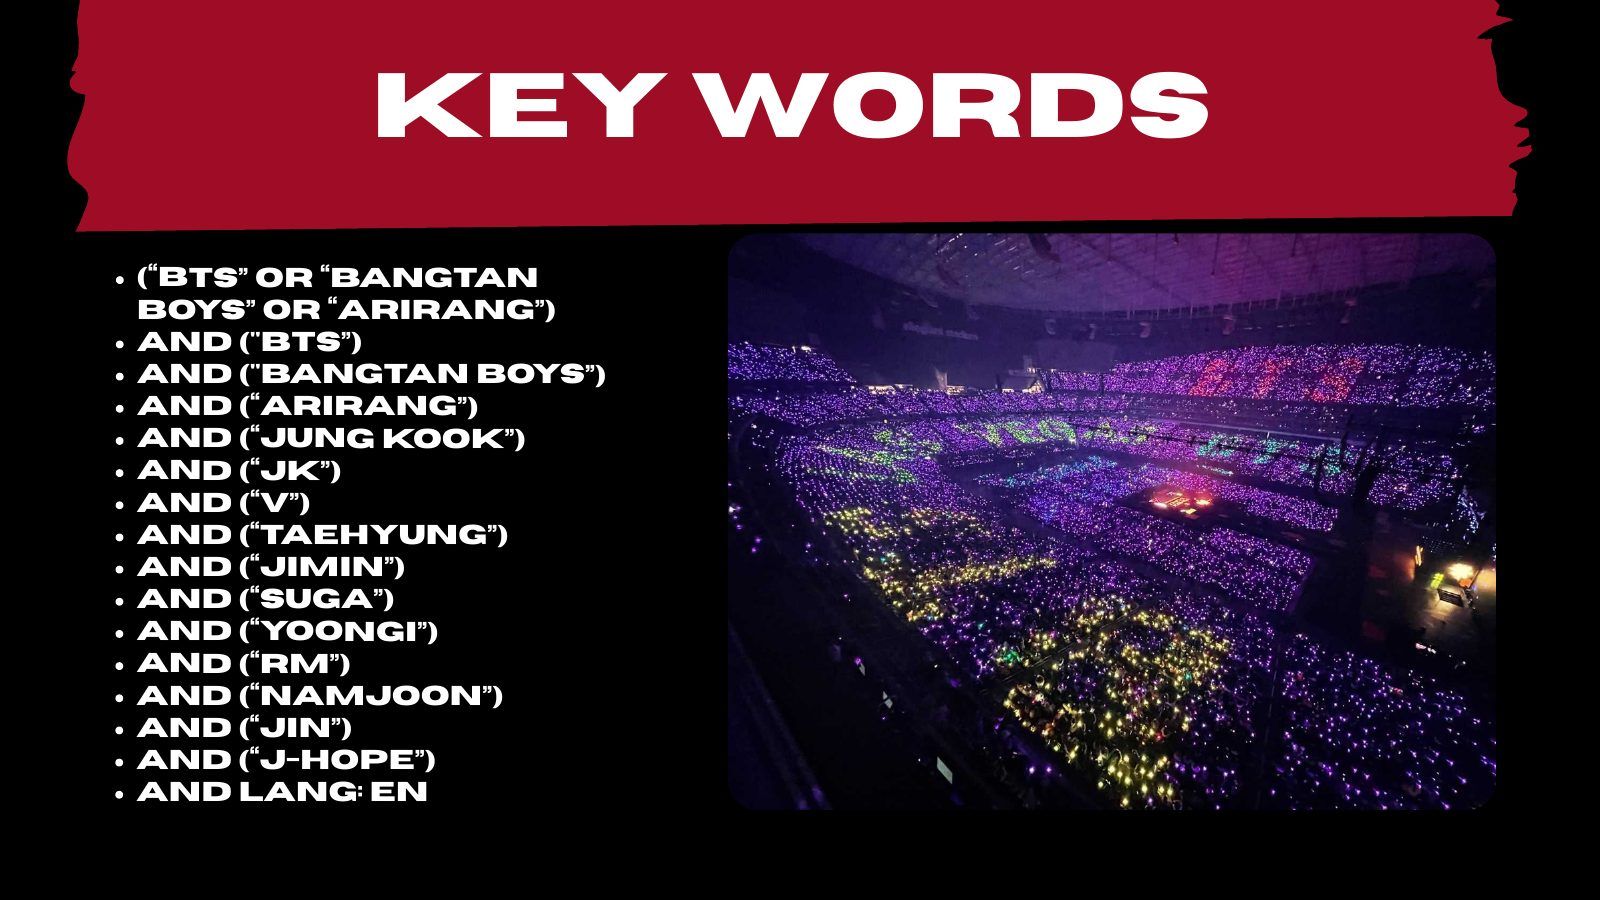 KEY WORDS
(“BTS” OR “BANGTAN
BOYS” OR “ARIRANG”)
AND ("BTS”)
AND ("BANGTAN BOYS”)
AND (“ARIRANG”)
AND (“JUNG KOOK”)
AND (“JK”)
AND (“V”)
AND (“TAEHYUNG”)
AND (“JIMIN”)
AND (“SUGA”)
AND (“YOONGI”)
AND (“RM”)
AND (“NAMJOON”)
AND (“JIN”)
AND (“J-HOPE”)
AND LANG: EN
BTS